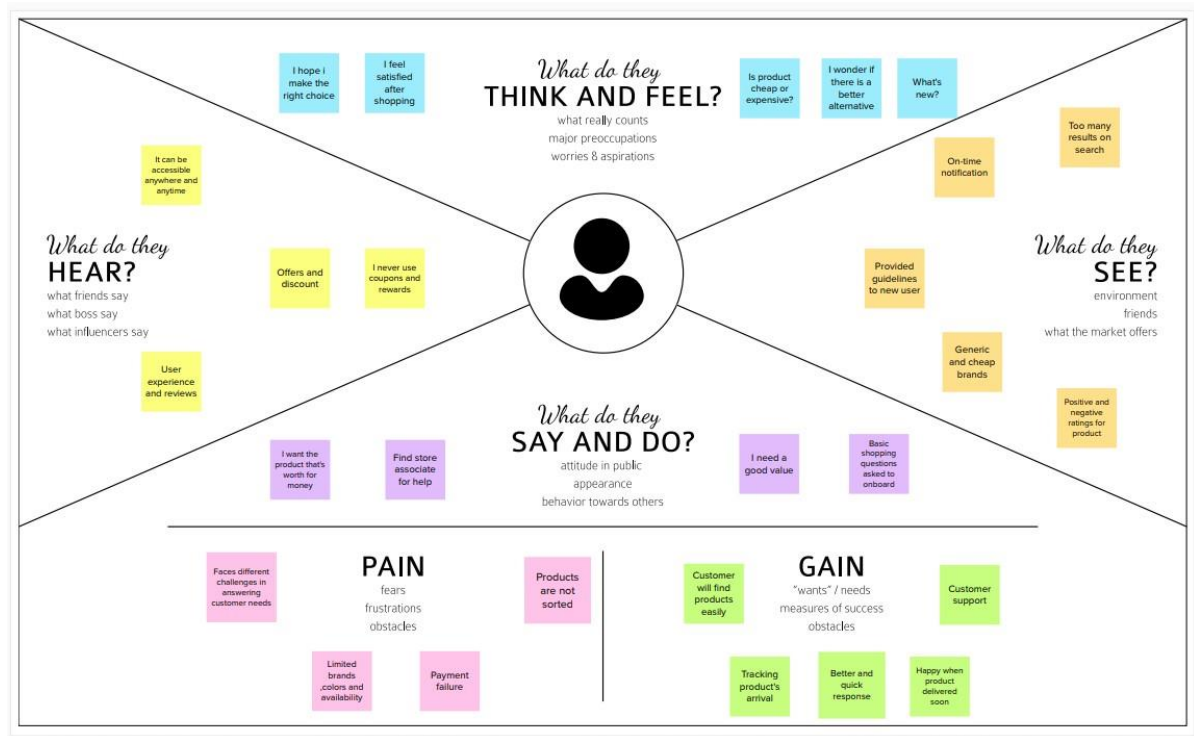 What do they
THINK AND FEEL?
what really counts
major preoccupations
worries & aspirations
I hope i
make the
right choice
I feel
satisfied
after
shopping
Is product
cheap or
expensive?
I wonder if
there is a
better
alternative
What's
new?
What do they
HEAR?
what friends say
what boss say
what influencers say
It can be
accessible
anywhere and
anytime
Offers and
discount
I never use
coupons and
rewards
User
experience
and reviews
What do they
SEE?
environment
friends
what the market offers
Too many
results on
search
On-time
notification
Provided
guidelines
to new user
Generic
and cheap
brands
Positive and
negative
ratings for
product
What do they
SAY AND DO?
attitude in public
appearance
behavior towards others
I want the
product that's
worth for
money
Find store
associate
for help
I need a
good value
Basic
shopping
questions
asked to
onboard
PAIN
fears
frustrations
obstacles
Faces different
challenges in
answering
customer needs
Products
are not
sorted
Limited
brands
,colors and
availability
Payment
failure
GAIN
"wants" / needs
measures of success
obstacles
Customer
will find
products
easily
Customer
support
Tracking
product's
arrival
Better and
quick
response
Happy when
product
delivered
soon